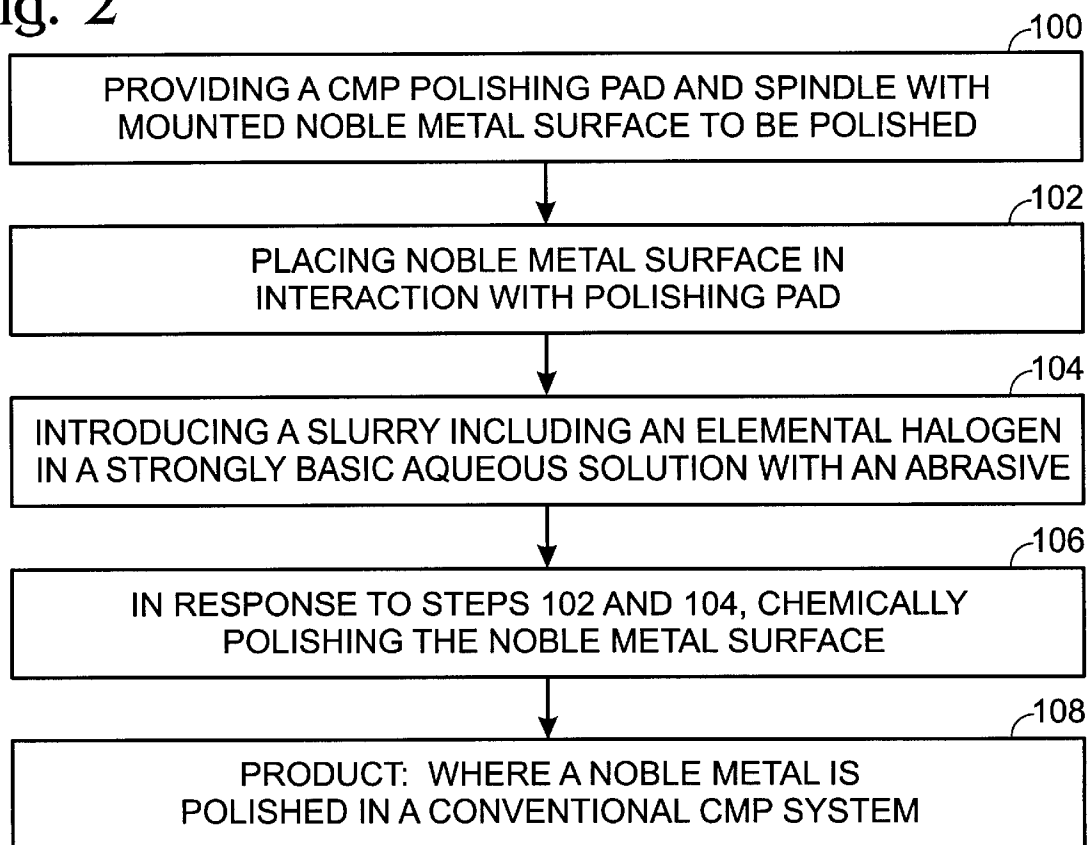 Fig. 2
100
PROVIDING A CMP POLISHING PAD AND SPINDLE WITH
MOUNTED NOBLE METAL SURFACE TO BE POLISHED
102
PLACING NOBLE METAL SURFACE IN
INTERACTION WITH POLISHING PAD
104
INTRODUCING A SLURRY INCLUDING AN ELEMENTAL HALOGEN
IN A STRONGLY BASIC AQUEOUS SOLUTION WITH AN ABRASIVE
106
IN RESPONSE TO STEPS 102 AND 104, CHEMICALLY
POLISHING THE NOBLE METAL SURFACE
108
PRODUCT: WHERE A NOBLE METAL IS
POLISHED IN A CONVENTIONAL CMP SYSTEM